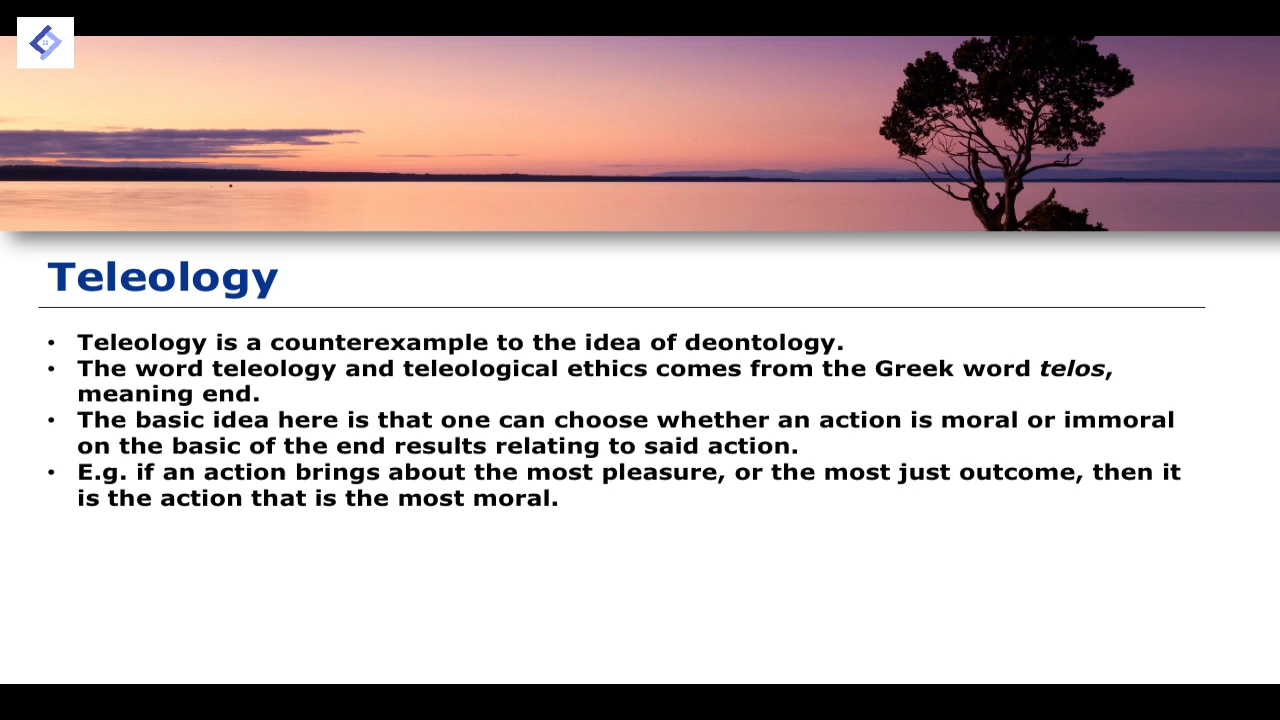 Teleology
• Teleology is a counterexample to the idea of deontology.
• The word teleology and teleological ethics comes from the Greek word telos,
meaning end.
• The basic idea here is that one can choose whether an action is moral or immoral
on the basic of the end results relating to said action.
• E.g. if an action brings about the most pleasure, or the most just outcome, then it
is the action that is the most moral.